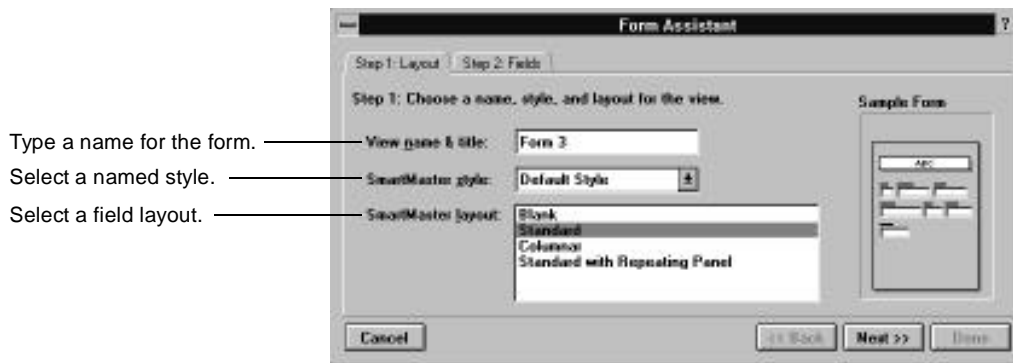 Form Assistant ?
Step 1: Layout Step 2: Fields
Step 1: Choose a name, style, and layout for the view.
Sample Form
Type a name for the form.
View name & title: Form 3
ABC
Select a named style.
SmartMaster style: Default Style
Select a field layout.
SmartMaster layout: Blank
Standard
Columnar
Standard with Repeating Panel
Cancel << Back Next >> Done